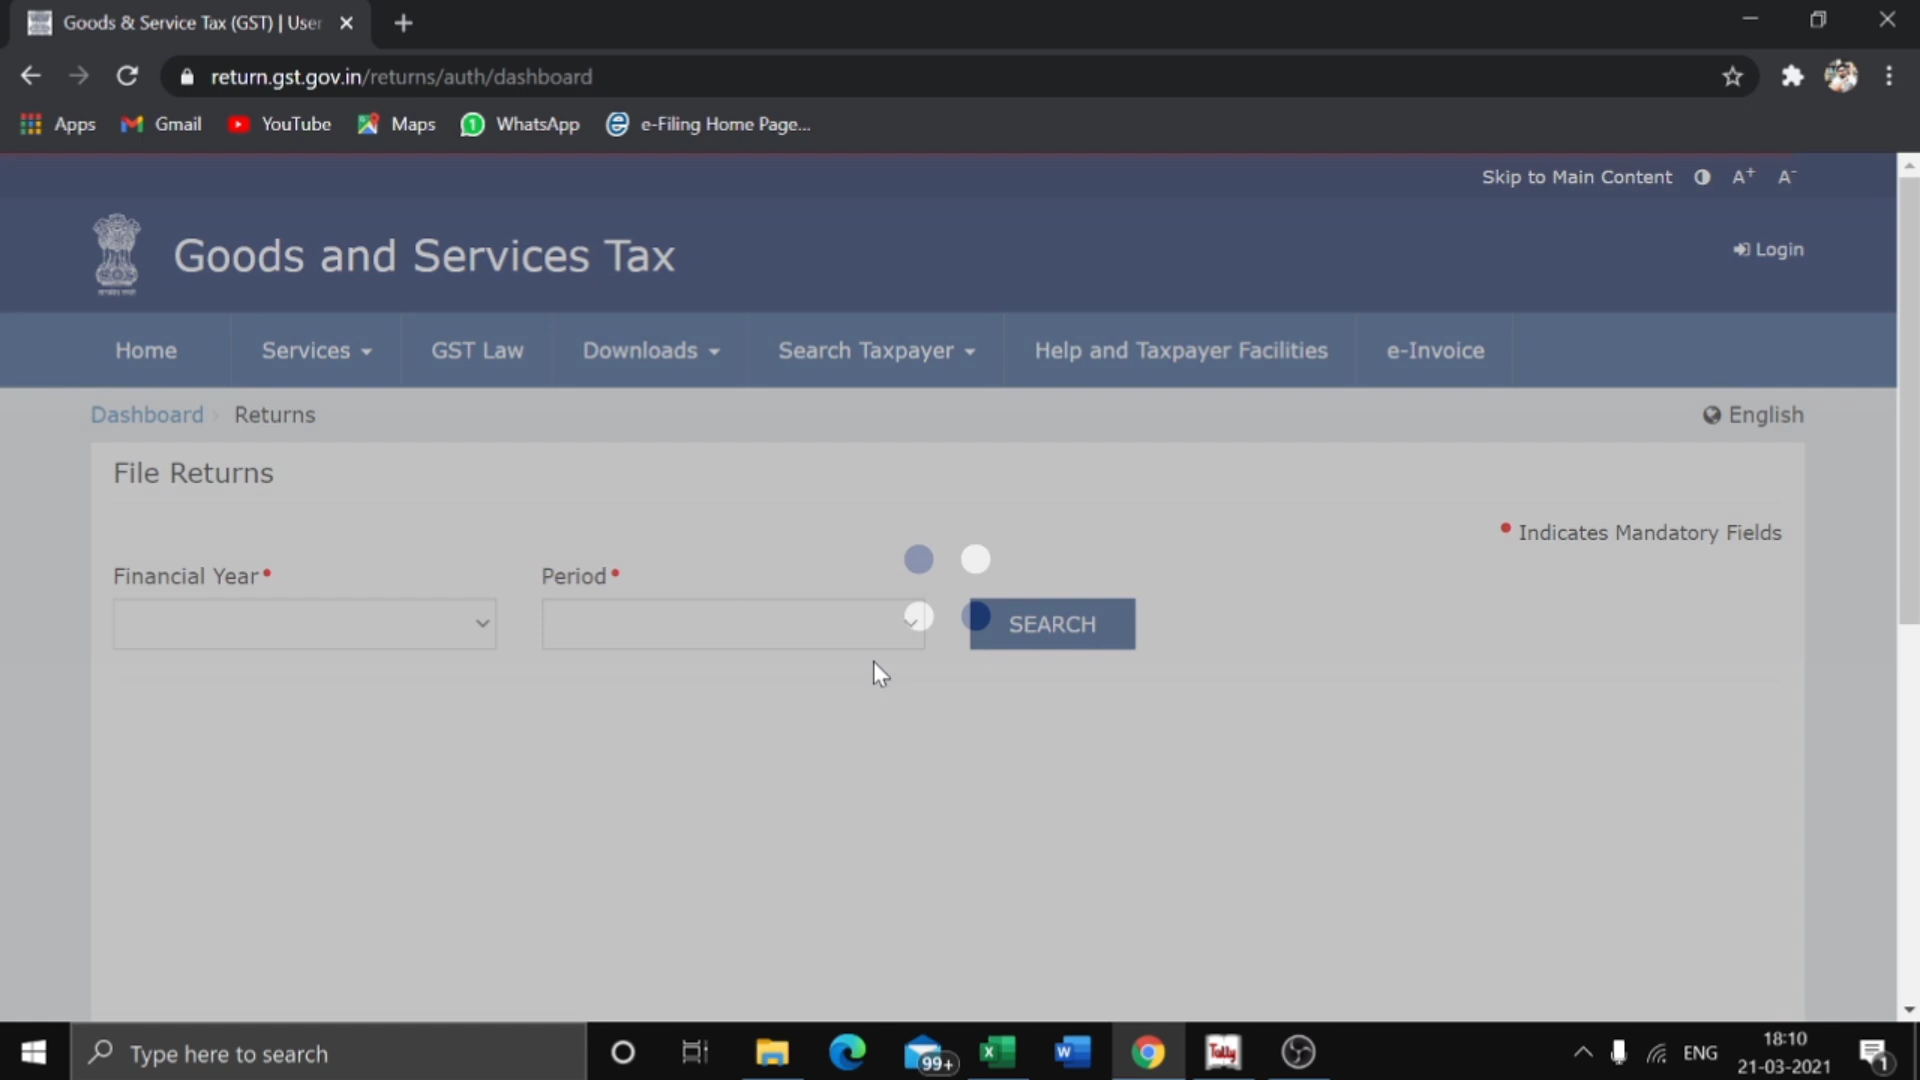 Goods & Service Tax (GST) | User
return.gst.gov.in/returns/auth/dashboard
Apps
Gmail
YouTube
Maps
WhatsApp
e-Filing Home Page...
Skip to Main Content
A+
A-
Goods and Services Tax
Login
Home
Services
GST Law
Downloads
Search Taxpayer
Help and Taxpayer Facilities
e-Invoice
Dashboard
Returns
English
File Returns
• Indicates Mandatory Fields
Financial Year•
Period•
SEARCH
Type here to search
99+
Tally
ENG
18:10
21-03-2021
1